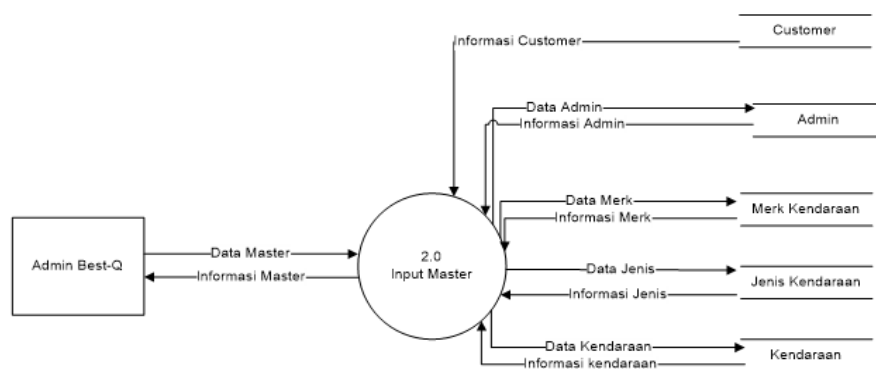 Customer
Informasi Customer
Data Admin
Informasi Admin
Admin
Data Merk
Informasi Merk
Merk Kendaraan
Admin Best-Q
Data Master
Informasi Master
2.0
Input Master
Data Jenis
Informasi Jenis
Jenis Kendaraan
Data Kendaraan
Informasi kendaraan
Kendaraan